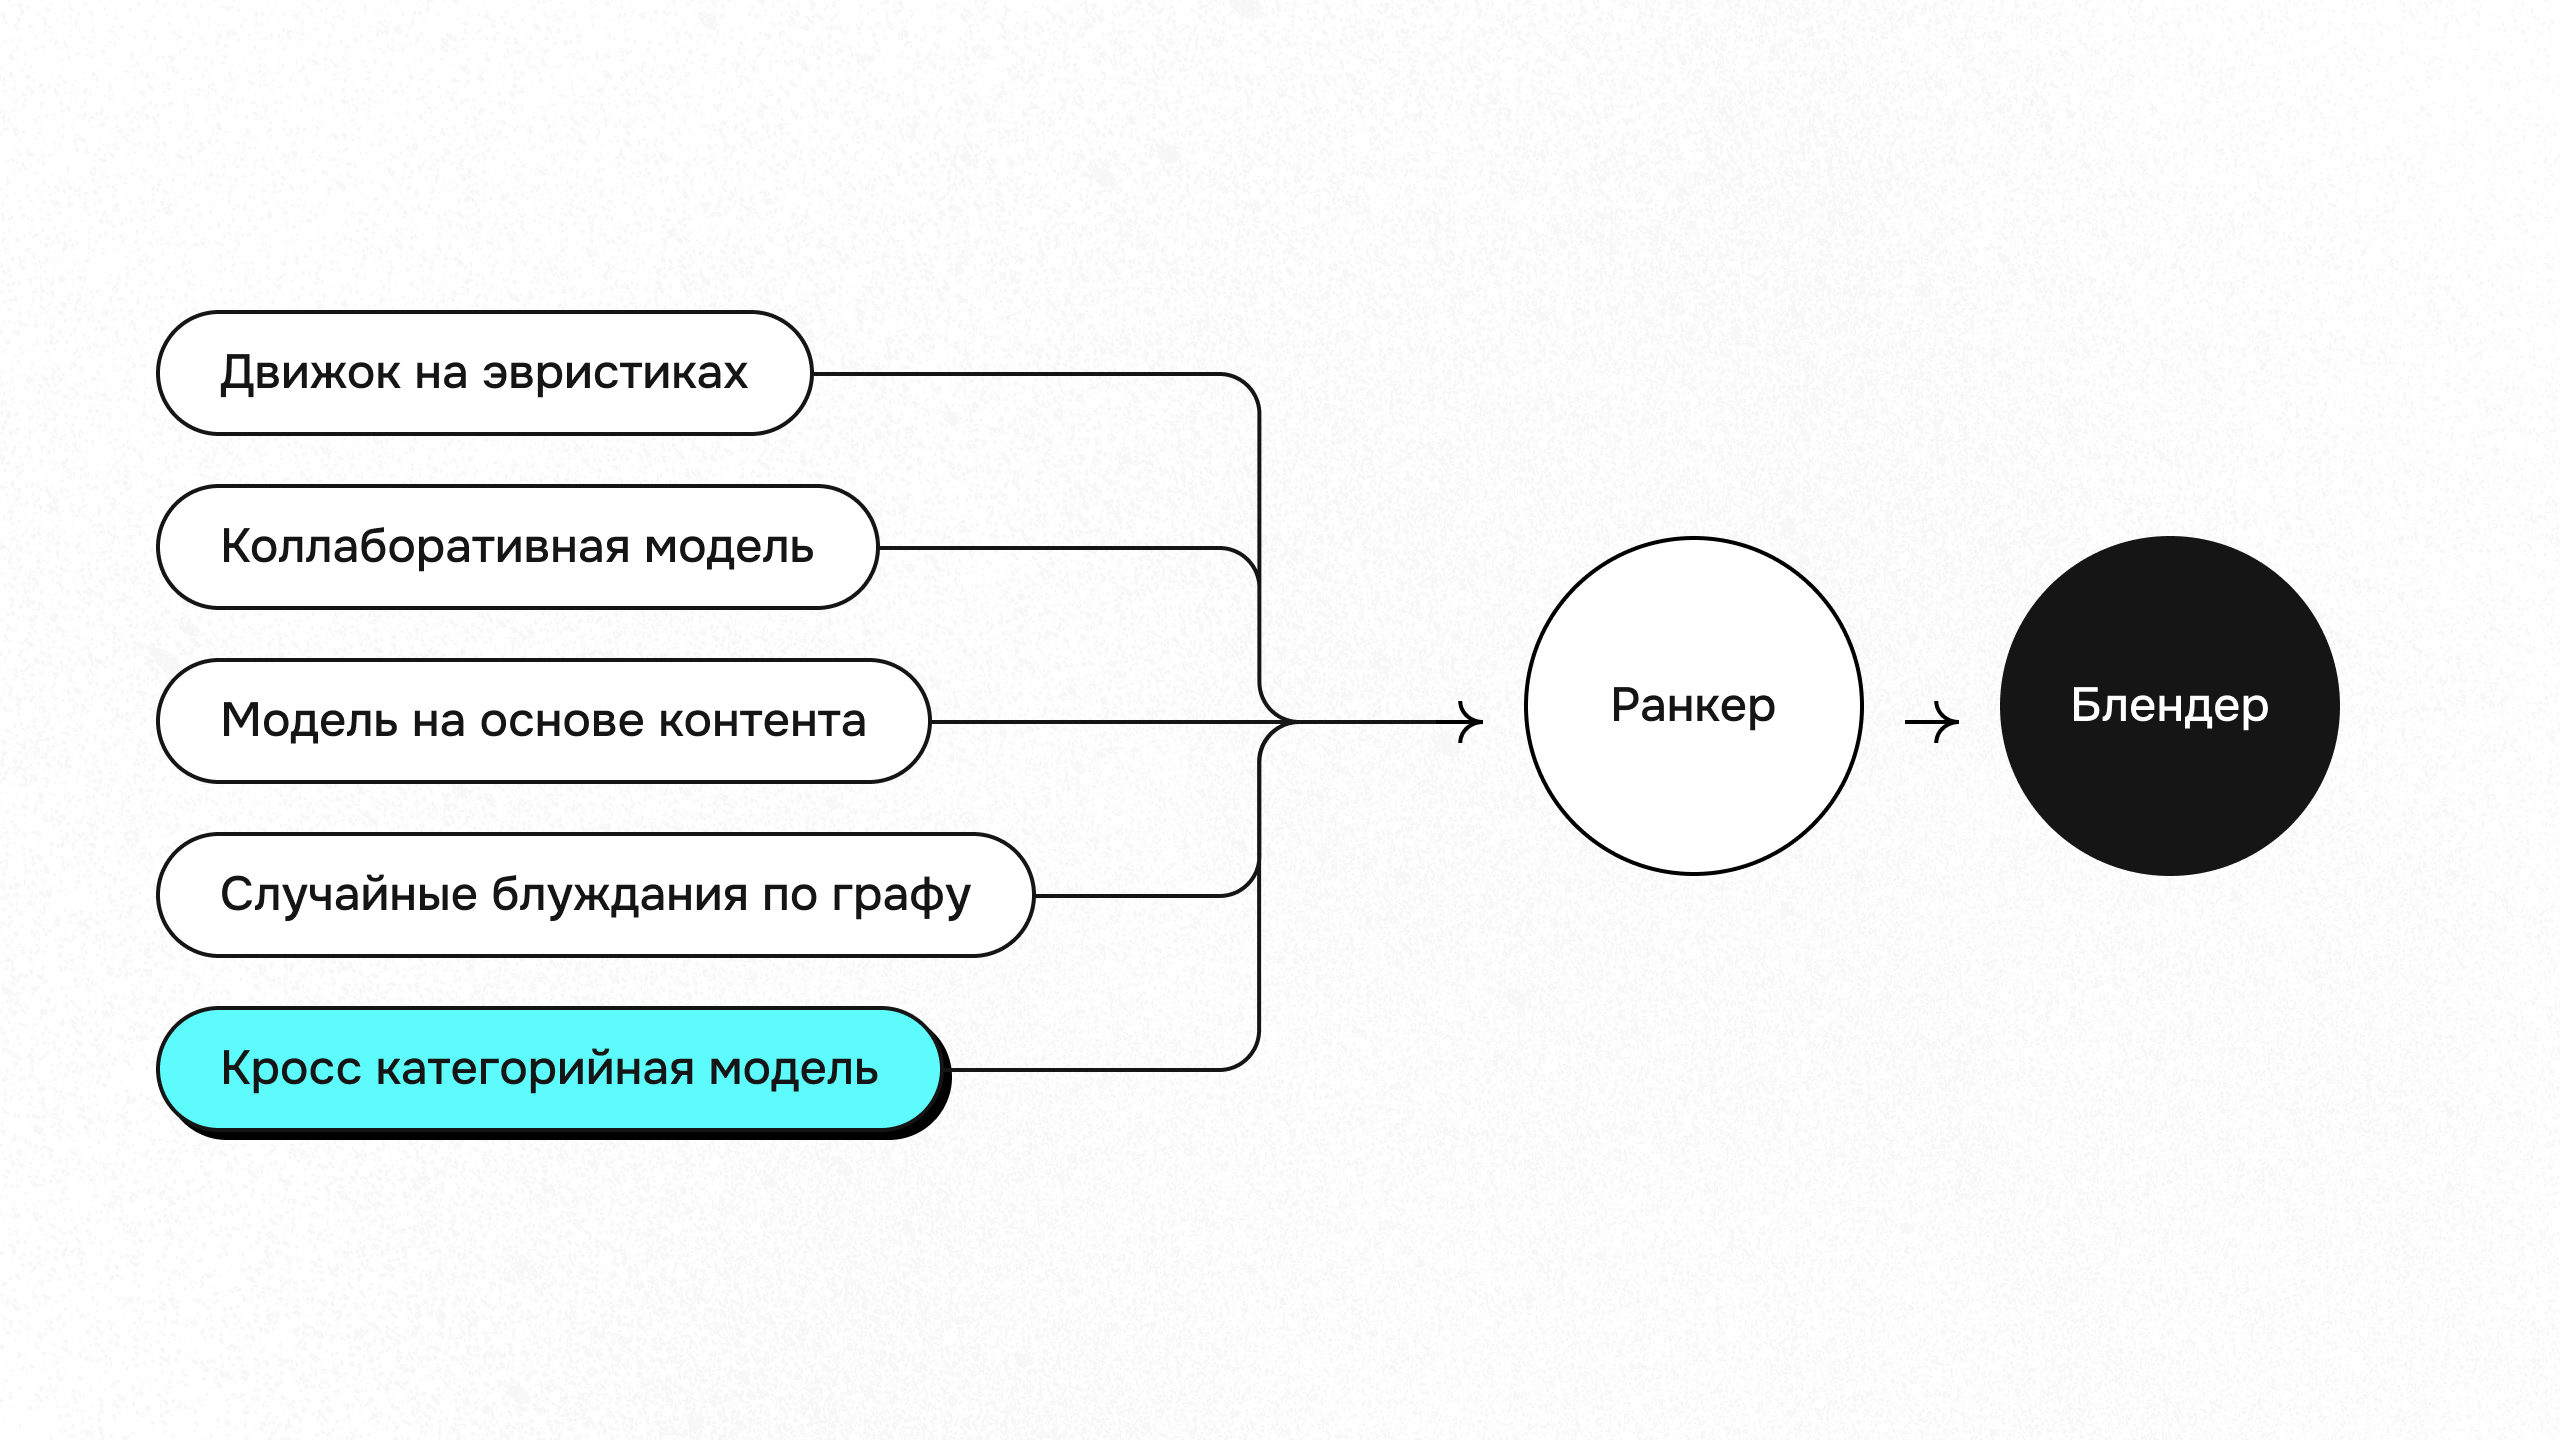 Движок на эвристиках
Коллаборативная модель
Модель на основе контента
Случайные блуждания по графу
Кросс категорийная модель
Ранкер
Блендер